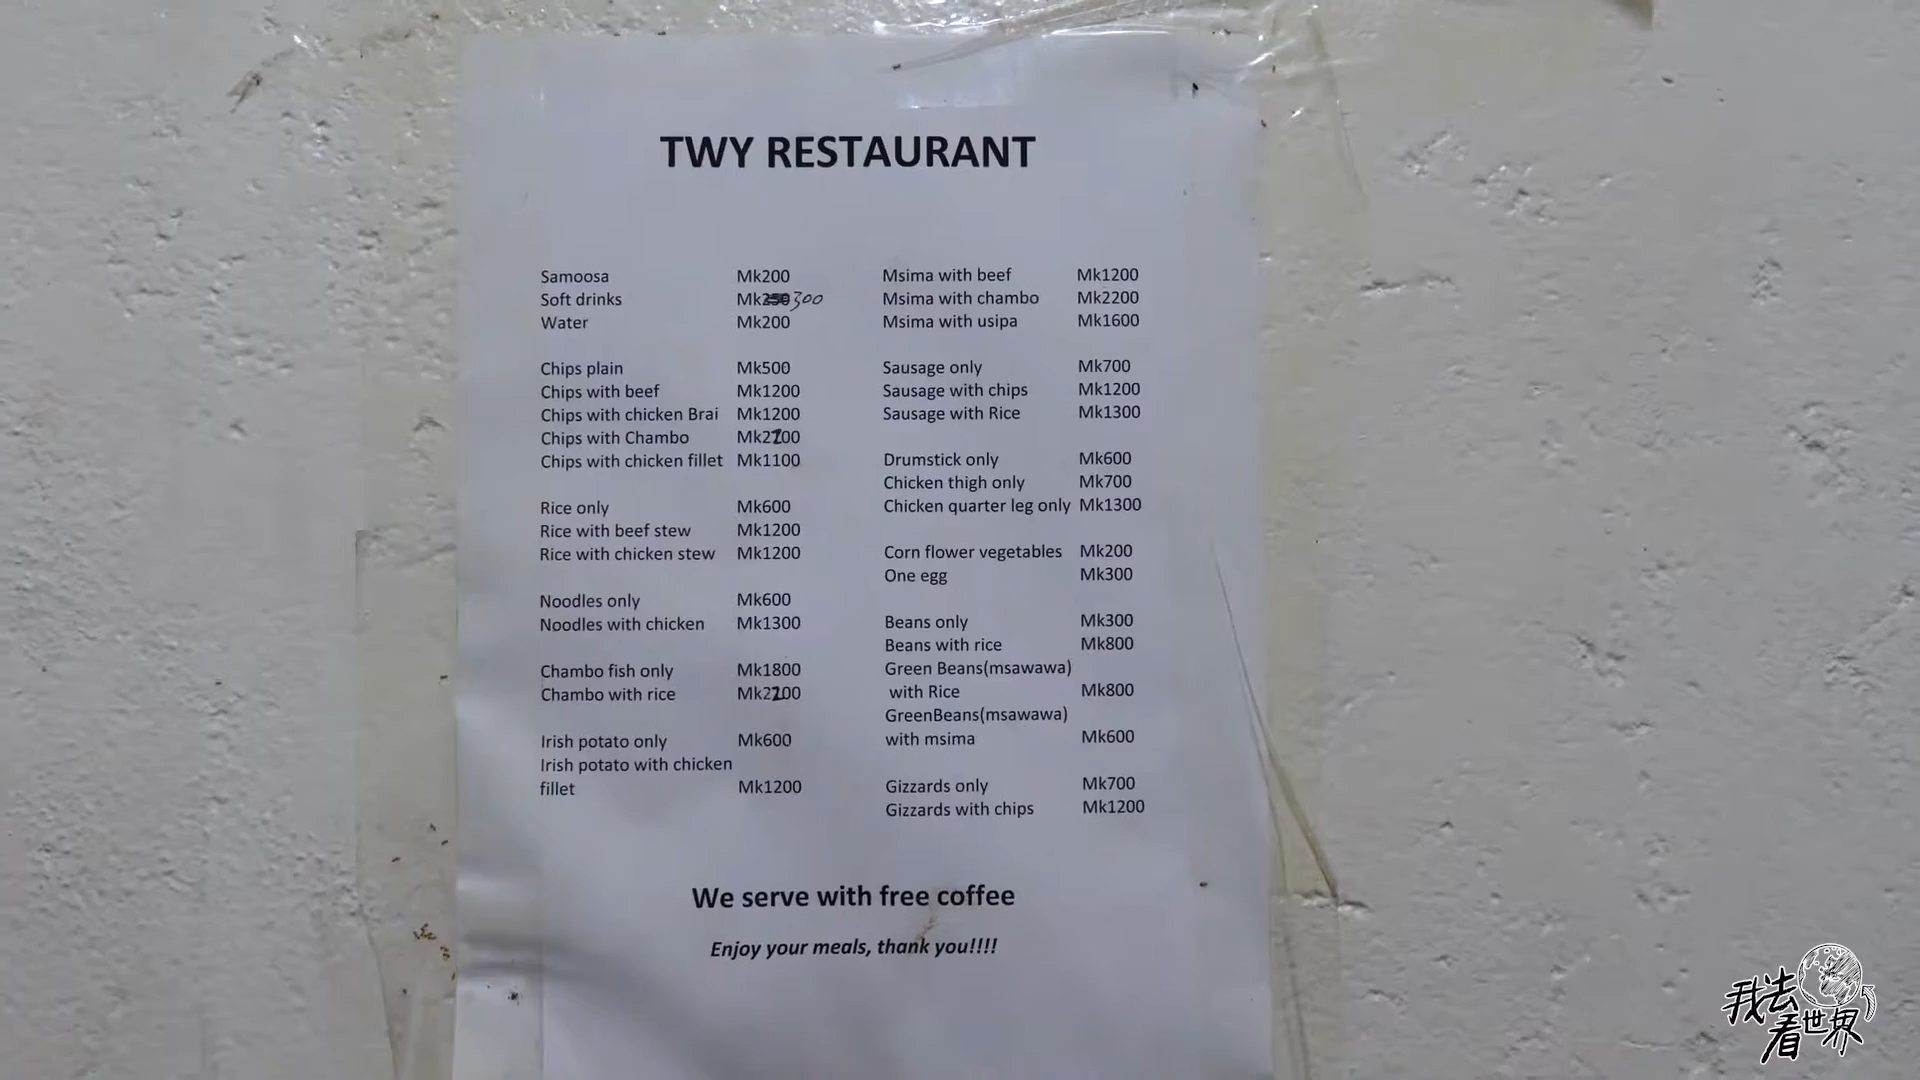 TWY RESTAURANT
Samoosa Mk200
Soft drinks Mk250 300
Water Mk200
Chips plain Mk500
Chips with beef Mk1200
Chips with chicken Brai Mk1200
Chips with Chambo Mk2200
Chips with chicken fillet Mk1100
Rice only Mk600
Rice with beef stew Mk1200
Rice with chicken stew Mk1200
Noodles only Mk600
Noodles with chicken Mk1300
Chambo fish only Mk1800
Chambo with rice Mk2200
Irish potato only Mk600
Irish potato with chicken
fillet Mk1200
Msima with beef Mk1200
Msima with chambo Mk2200
Msima with usipa Mk1600
Sausage only Mk700
Sausage with chips Mk1200
Sausage with Rice Mk1300
Drumstick only Mk600
Chicken thigh only Mk700
Chicken quarter leg only Mk1300
Corn flower vegetables Mk200
One egg Mk300
Beans only Mk300
Beans with rice Mk800
Green Beans(msawawa)
with Rice Mk800
GreenBeans(msawawa)
with msima Mk600
Gizzards only Mk700
Gizzards with chips Mk1200
We serve with free coffee
Enjoy your meals, thank you!!!!
我去
看世界